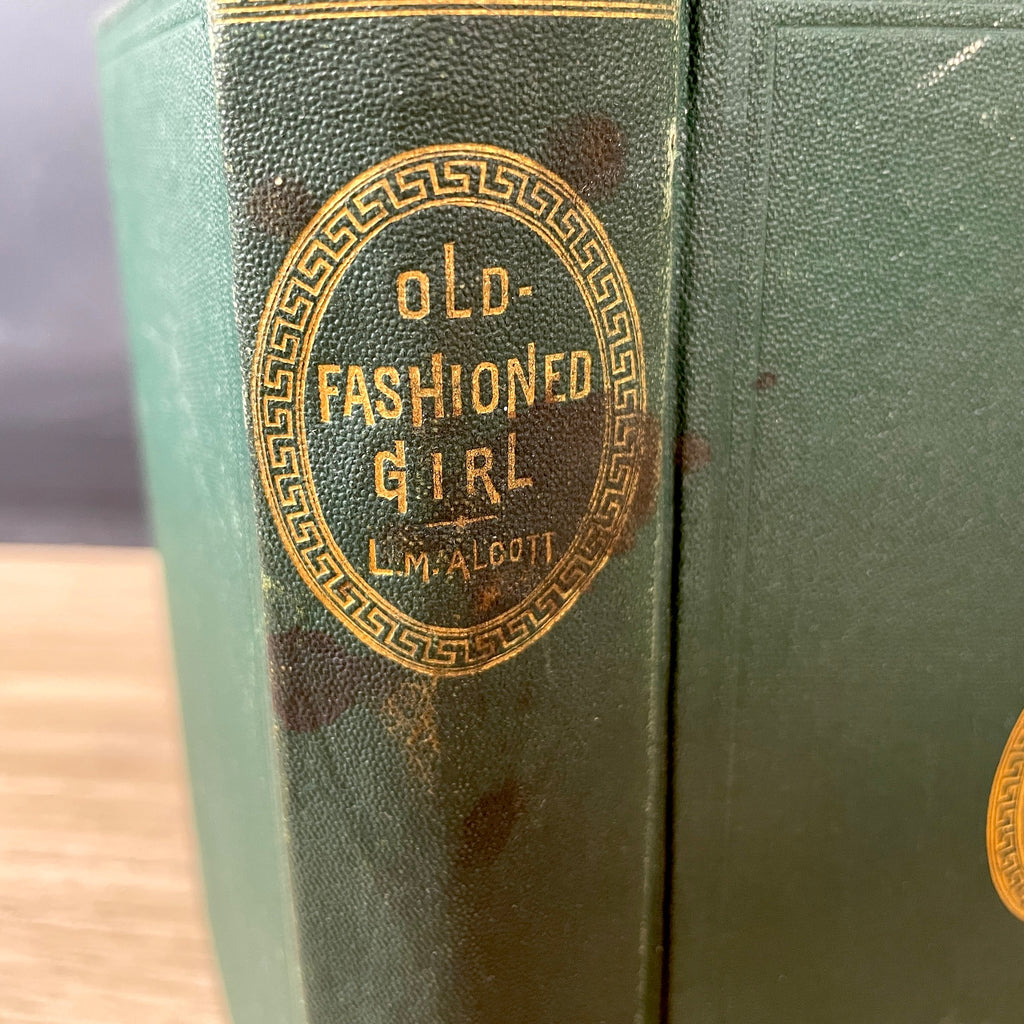 OLD-
FASHIONED
GIRL
L.M. ALCOTT